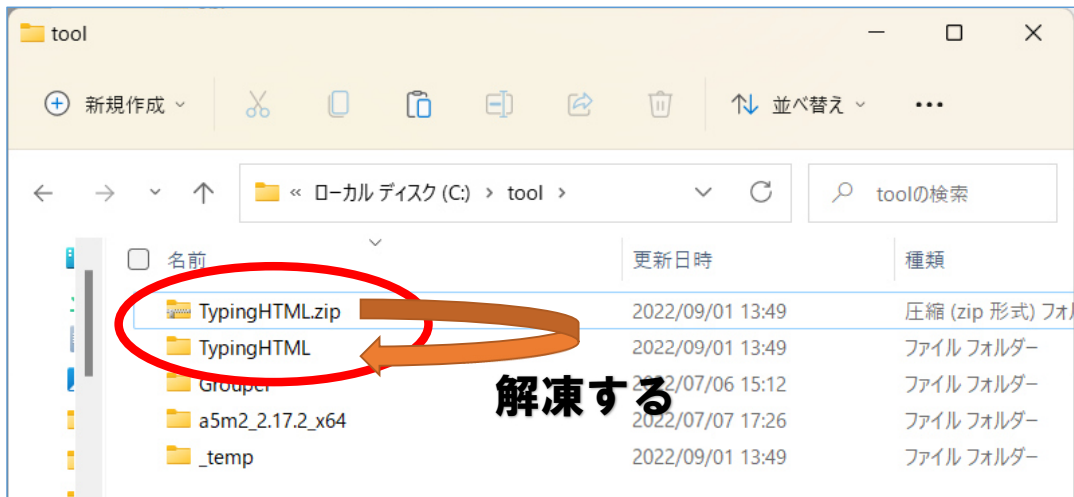 tool
新規作成 並べ替え
« ローカル ディスク (C:) > tool > toolの検索
名前 更新日時 種類
TypingHTML.zip 2022/09/01 13:49 圧縮 (zip 形式) フォル
TypingHTML 2022/09/01 13:49 ファイル フォルダー
Grouper 2022/07/06 15:12 ファイル フォルダー
解凍する
a5m2_2.17.2_x64 2022/07/07 17:26 ファイル フォルダー
_temp 2022/09/01 13:49 ファイル フォルダー